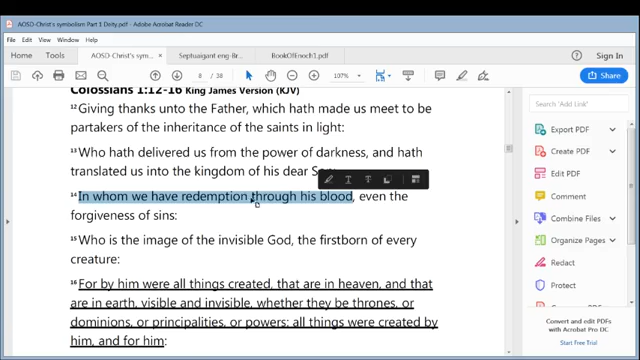 AOSD-Christ's symbolism Part 1 Deity.pdf - Adobe Acrobat Reader DC
File Edit View Window Help
Home Tools AOSD-Christ's sym... × Septuaigant eng-Br... BookOfEnoch1.pdf Sign In
8 / 38 107% Share
Colossians 1:12-16 King James Version (KJV)
12 Giving thanks unto the Father, which hath made us meet to be
partakers of the inheritance of the saints in light:
13 Who hath delivered us from the power of darkness, and hath
translated us into the kingdom of his dear
14 In whom we have redemption through his blood, even the
forgiveness of sins:
15 Who is the image of the invisible God, the firstborn of every
creature:
16 For by him were all things created, that are in heaven, and that
are in earth, visible and invisible, whether they be thrones, or
dominions, or principalities, or powers: all things were created by
him, and for him:
Search 'Add Link'
Export PDF
Create PDF
Edit PDF
Comment
Combine Files
Organize Pages
Redact
Protect
Convert and edit PDFs
with Acrobat Pro DC
Start Free Trial